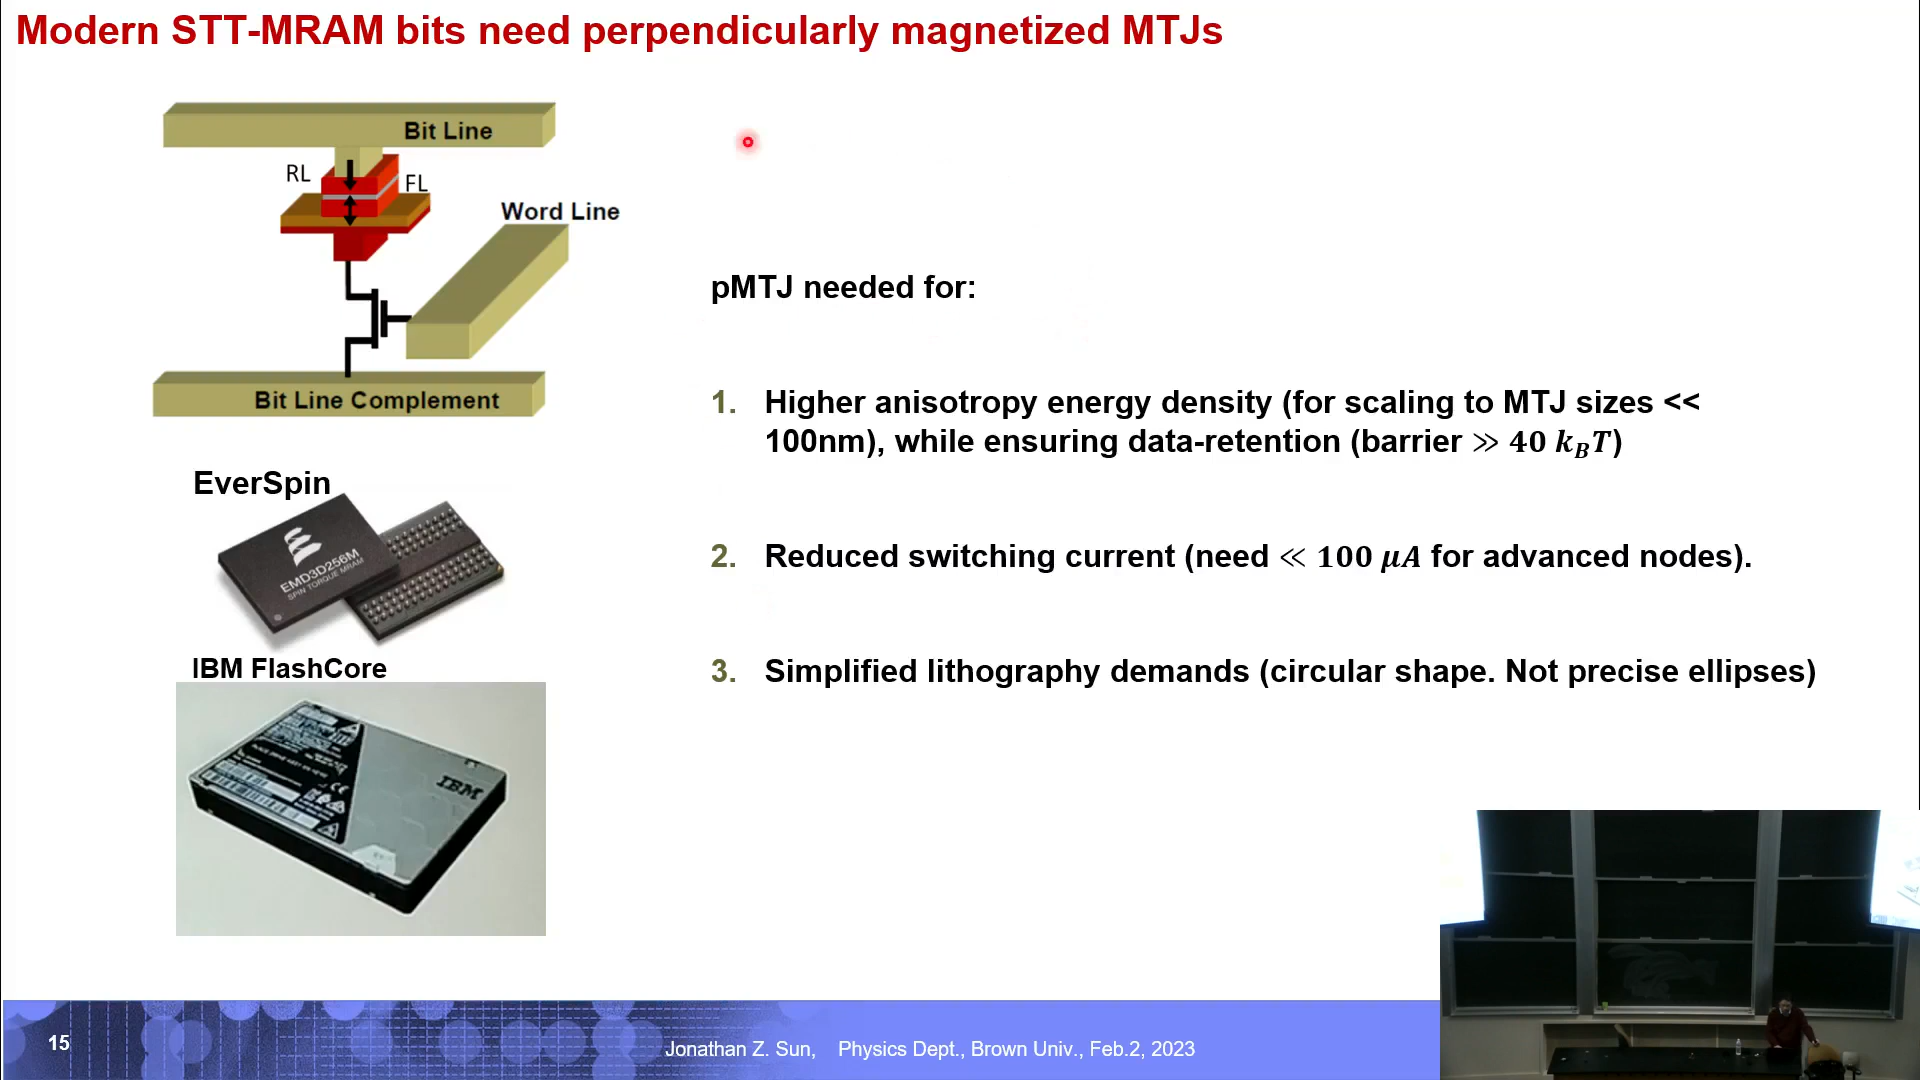 Modern STT-MRAM bits need perpendicularly magnetized MTJs
Bit Line
RL
FL
Word Line
Bit Line Complement
pMTJ needed for:
1. Higher anisotropy energy density (for scaling to MTJ sizes <<
100nm), while ensuring data-retention (barrier ≫ 40 k_BT)
2. Reduced switching current (need ≪ 100 μA for advanced nodes).
3. Simplified lithography demands (circular shape. Not precise ellipses)
EverSpin
EMD3D256M
SPIN TORQUE MRAM
IBM FlashCore
IBM
15
Jonathan Z. Sun, Physics Dept., Brown Univ., Feb.2, 2023